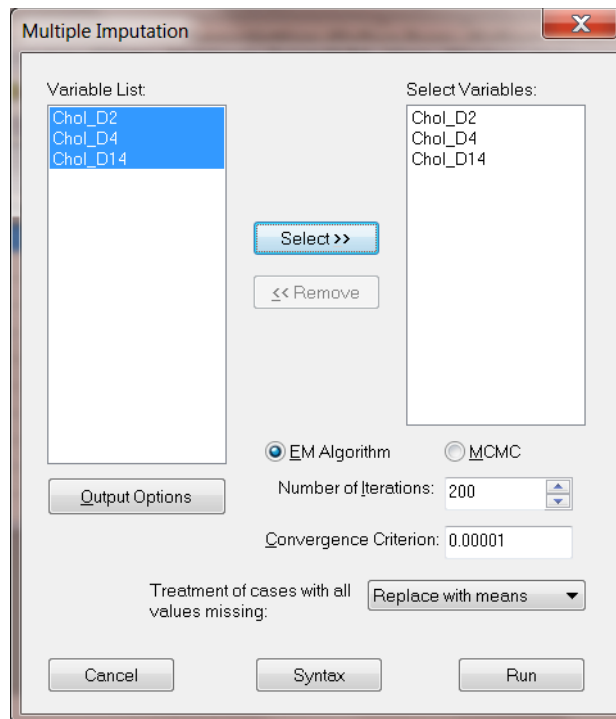 Multiple Imputation
Variable List:
Chol_D2
Chol_D4
Chol_D14
Select Variables:
Chol_D2
Chol_D4
Chol_D14
Select >>
<< Remove
EM Algorithm
MCMC
Output Options
Number of Iterations: 200
Convergence Criterion: 0.00001
Treatment of cases with all
values missing:
Replace with means
Cancel
Syntax
Run